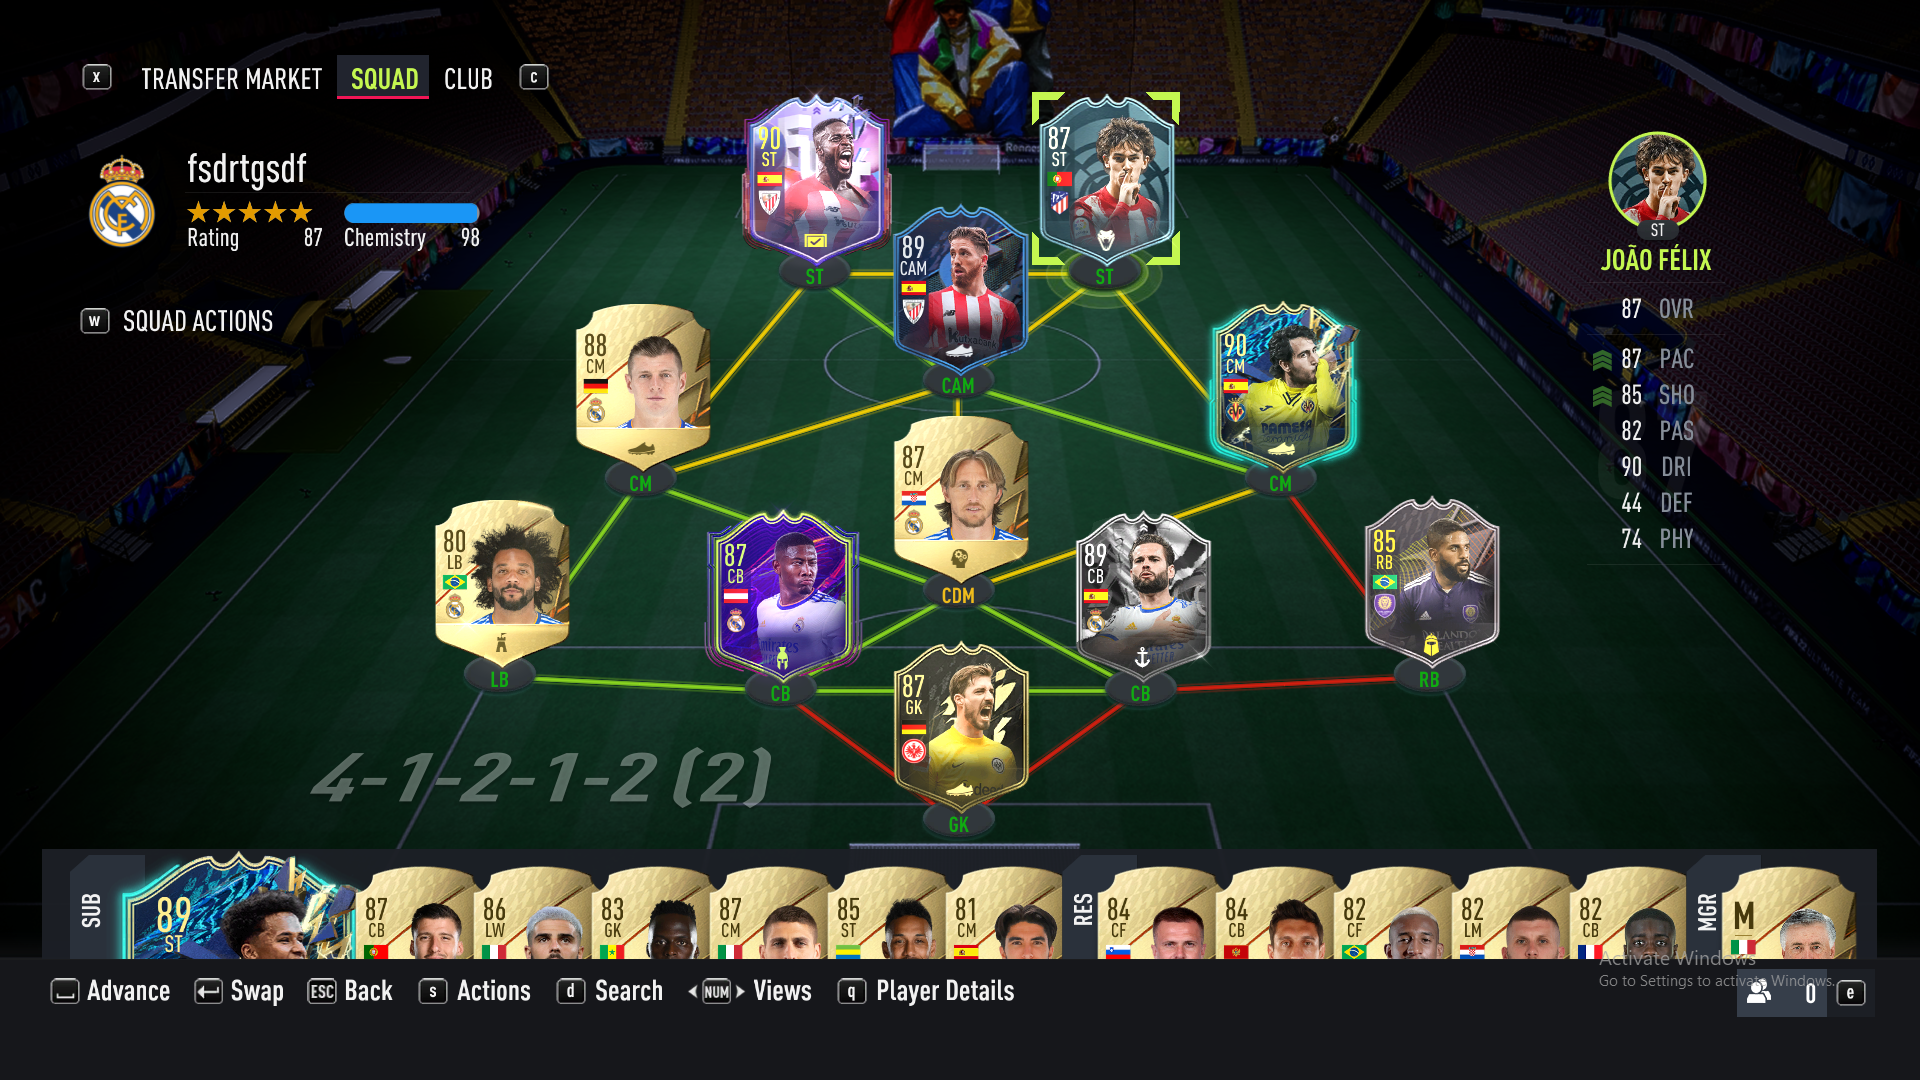 X TRANSFER MARKET SQUAD CLUB C
fsdrtgsdf
Rating 87 Chemistry 98
W SQUAD ACTIONS
90
ST
87
ST
89
CAM
88
CM
90
CM
87
CM
80
LB
87
CB
89
CB
85
RB
87
GK
ST
ST
CAM
CM
CM
CDM
LB
CB
CB
RB
GK
PAMESA
4-1-2-1-2 (2)
ST
JOÃO FÉLIX
87 OVR
87 PAC
85 SHO
82 PAS
90 DRI
44 DEF
74 PHY
SUB
89
ST
87
CB
86
LW
83
GK
87
CM
85
ST
81
CM
RES
84
CF
84
CB
82
CF
82
LM
82
CB
MGR
M
Activate Windows
Go to Settings to activate Windows.
Advance Swap ESC Back s Actions d Search NUM Views q Player Details
0 e